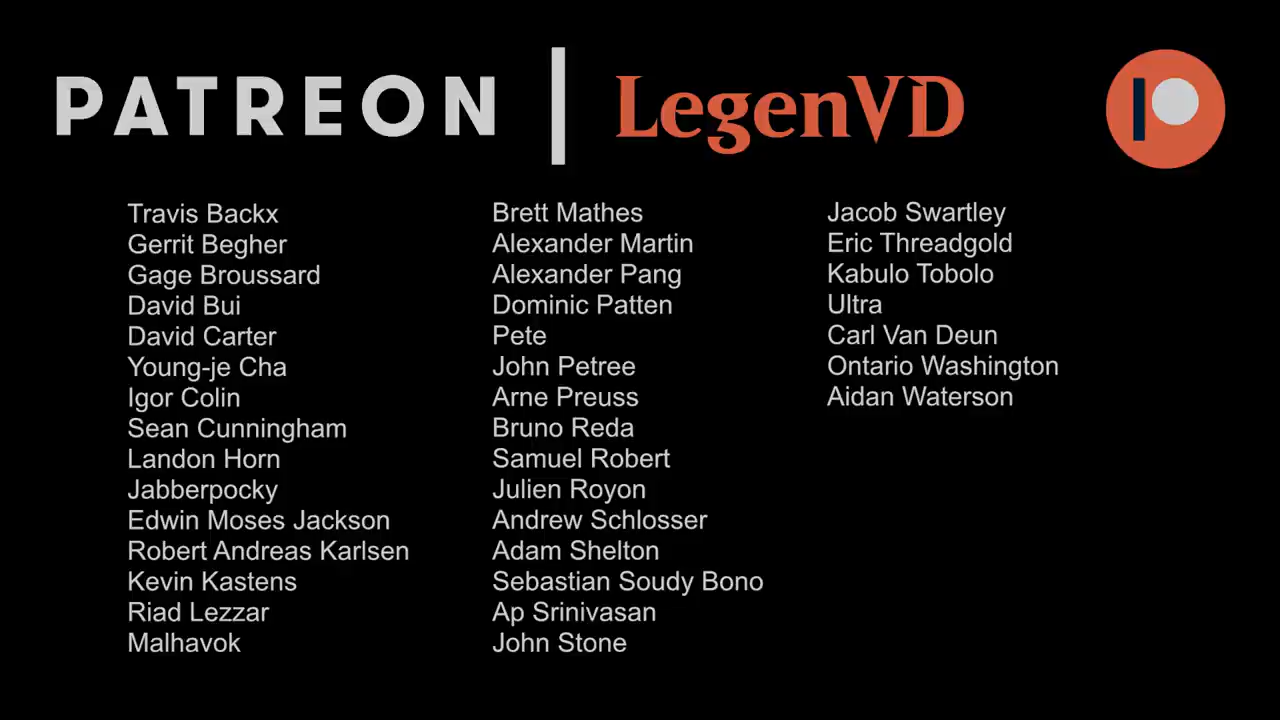 PATREON | LegenVD
Travis Backx
Gerrit Begher
Gage Broussard
David Bui
David Carter
Young-je Cha
Igor Colin
Sean Cunningham
Landon Horn
Jabberpocky
Edwin Moses Jackson
Robert Andreas Karlsen
Kevin Kastens
Riad Lezzar
Malhavok
Brett Mathes
Alexander Martin
Alexander Pang
Dominic Patten
Pete
John Petree
Arne Preuss
Bruno Reda
Samuel Robert
Julien Royon
Andrew Schlosser
Adam Shelton
Sebastian Soudy Bono
Ap Srinivasan
John Stone
Jacob Swartley
Eric Threadgold
Kabulo Tobolo
Ultra
Carl Van Deun
Ontario Washington
Aidan Waterson